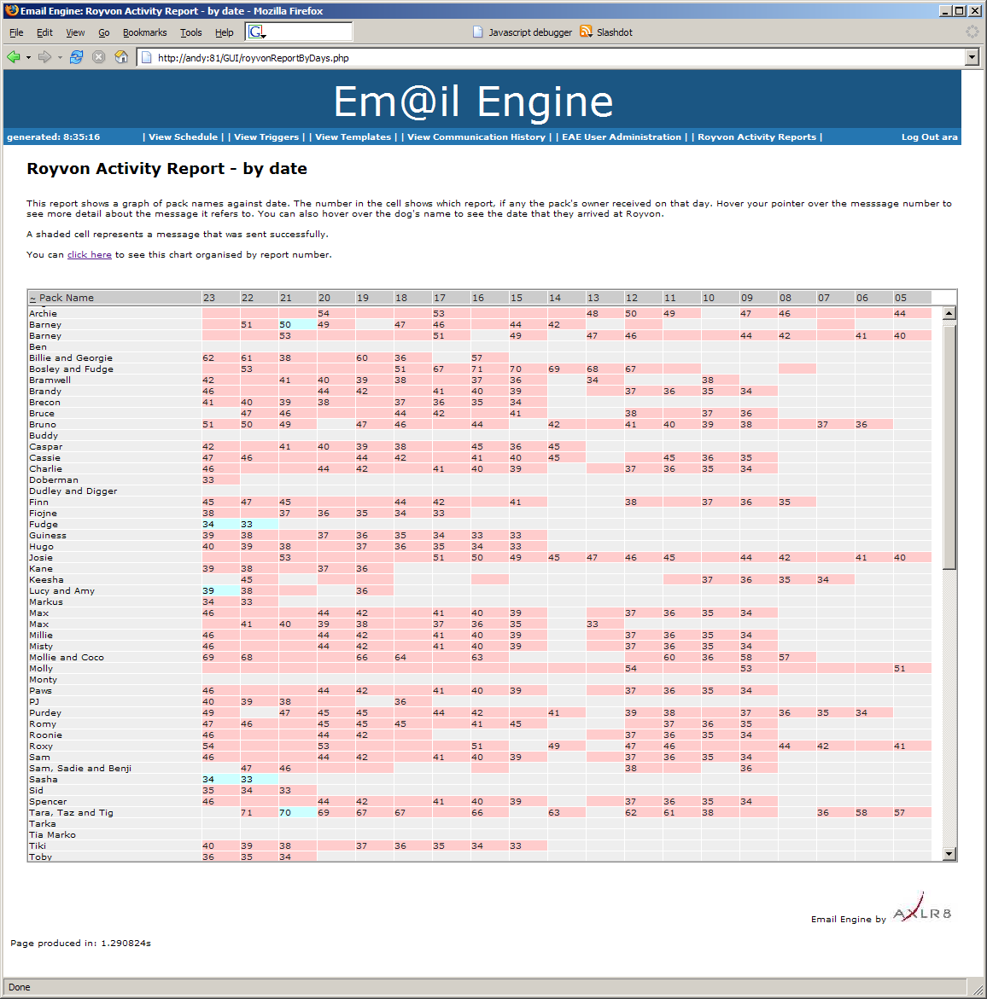 Email Engine: Royvon Activity Report - by date - Mozilla Firefox
File Edit View Go Bookmarks Tools Help G Javascript debugger Slashdot
http://andy:81/GUI/royvonReportByDays.php
Em@il Engine
generated: 8:35:16 | View Schedule | | View Triggers | | View Templates | | View Communication History | | EAE User Administration | | Royvon Activity Reports | Log Out ara
Royvon Activity Report - by date
This report shows a graph of pack names against date. The number in the cell shows which report, if any the pack's owner received on that day. Hover your pointer over the messsage number to
see more detail about the message it refers to. You can also hover over the dog's name to see the date that they arrived at Royvon.
A shaded cell represents a message that was sent successfully.
You can click here to see this chart organised by report number.
~ Pack Name 23 22 21 20 19 18 17 16 15 14 13 12 11 10 09 08 07 06 05
Archie 54 53 48 50 49 47 46 44
Barney 51 50 49 47 46 44 42
Barney 53 51 49 47 46 44 42 41 40
Ben
Billie and Georgie 62 61 38 60 36 57
Bosley and Fudge 53 51 67 71 70 69 68 67
Bramwell 42 41 40 39 38 37 36 34 38
Brandy 46 44 42 41 40 39 37 36 35 34
Brecon 41 40 39 38 37 36 35 34
Bruce 47 46 44 42 41 38 37 36
Bruno 51 50 49 47 46 44 42 41 40 39 38 37 36
Buddy
Caspar 42 41 40 39 38 45 36 45
Cassie 47 46 44 42 41 40 45 45 36 35
Charlie 46 44 42 41 40 39 37 36 35 34
Doberman 33
Dudley and Digger
Finn 45 47 45 44 42 41 38 37 36 35
Fiojne 38 37 36 35 34 33
Fudge 34 33
Guiness 39 38 37 36 35 34 33 33
Hugo 40 39 38 37 36 35 34 33
Josie 53 51 50 49 45 47 46 45 44 42 41 40
Kane 39 38 37 36
Keesha 45 37 36 35 34
Lucy and Amy 39 38 36
Markus 34 33
Max 46 44 42 41 40 39 37 36 35 34
Max 41 40 39 38 37 36 35 33
Millie 46 44 42 41 40 39 37 36 35 34
Misty 46 44 42 41 40 39 37 36 35 34
Mollie and Coco 69 68 66 64 63 60 36 58 57
Molly 54 53 51
Monty
Paws 46 44 42 41 40 39 37 36 35 34
PJ 40 39 38 36
Purdey 49 47 45 45 44 42 41 39 38 37 36 35 34
Romy 47 46 45 45 45 41 45 37 36 35
Roonie 46 44 42 37 36 35 34
Roxy 54 53 51 49 47 46 44 42 41
Sam 46 44 42 41 40 39 37 36 35 34
Sam, Sadie and Benji 47 46 38 36
Sasha 34 33
Sid 35 34 33
Spencer 46 44 42 41 40 39 37 36 35 34
Tara, Taz and Tig 71 70 69 67 67 66 63 62 61 38 36 58 57
Tarka
Tia Marko
Tiki 40 39 38 37 36 35 34 33
Toby 36 35 34
Email Engine by AXLR8
Page produced in: 1.290824s
Done